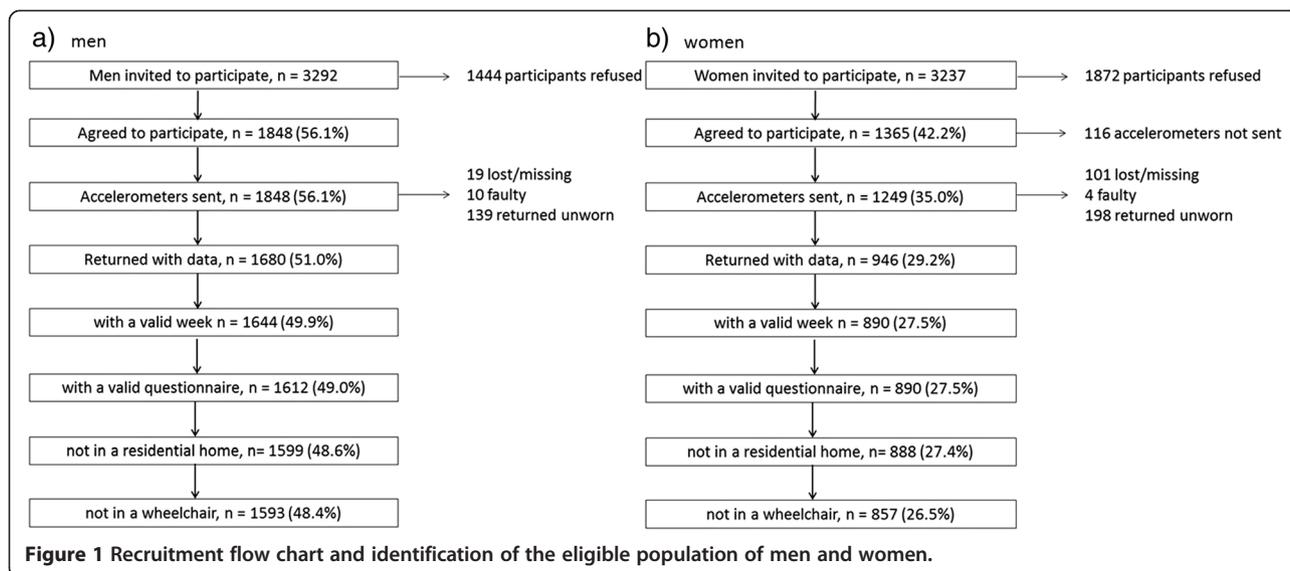 a) men
Men invited to participate, n = 3292
1444 participants refused
Agreed to participate, n = 1848 (56.1%)
Accelerometers sent, n = 1848 (56.1%)
19 lost/missing
10 faulty
139 returned unworn
Returned with data, n = 1680 (51.0%)
with a valid week n = 1644 (49.9%)
with a valid questionnaire, n = 1612 (49.0%)
not in a residential home, n= 1599 (48.6%)
not in a wheelchair, n = 1593 (48.4%)
b) women
Women invited to participate, n = 3237
1872 participants refused
Agreed to participate, n = 1365 (42.2%)
116 accelerometers not sent
Accelerometers sent, n = 1249 (35.0%)
101 lost/missing
4 faulty
198 returned unworn
Returned with data, n = 946 (29.2%)
with a valid week n = 890 (27.5%)
with a valid questionnaire, n = 890 (27.5%)
not in a residential home, n= 888 (27.4%)
not in a wheelchair, n = 857 (26.5%)
Figure 1 Recruitment flow chart and identification of the eligible population of men and women.